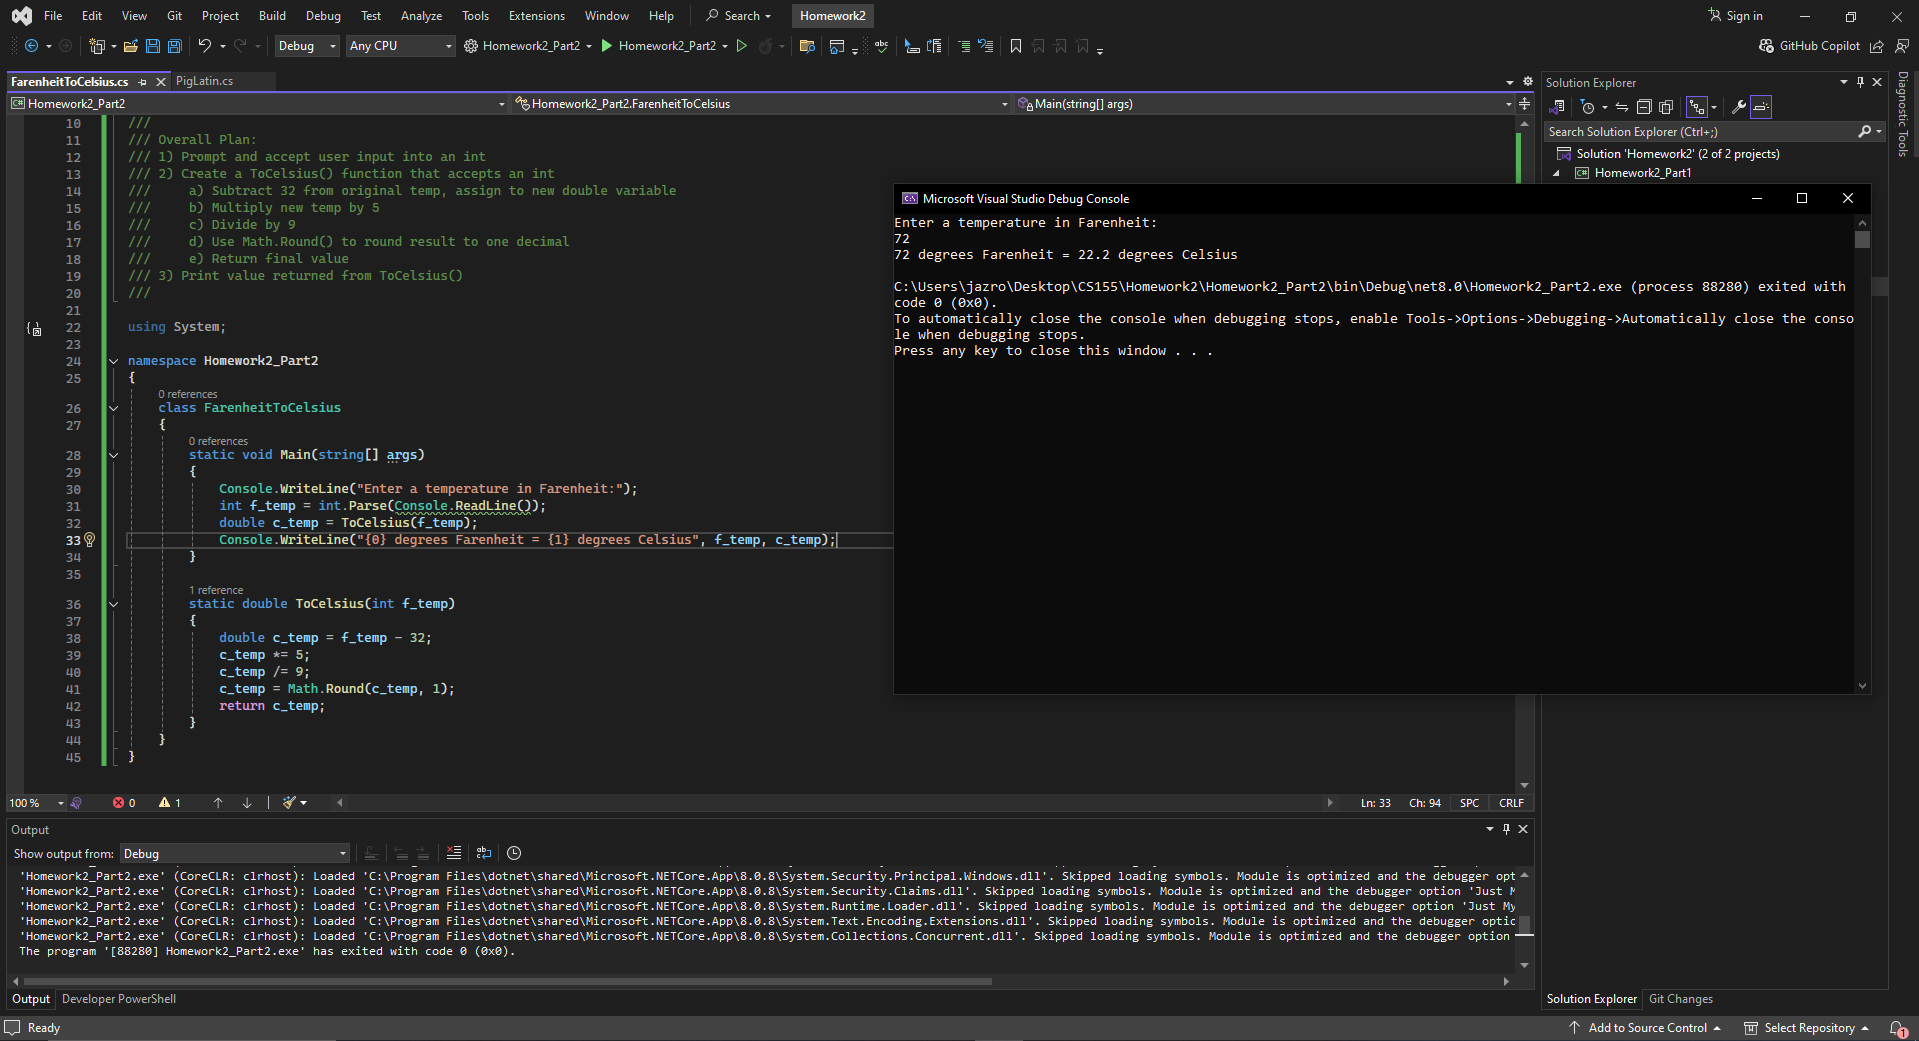 File Edit View Git Project Build Debug Test Analyze Tools Extensions Window Help Search Homework2 Sign in
Debug Any CPU Homework2_Part2 Homework2_Part2 GitHub Copilot
FarenheitToCelsius.cs PigLatin.cs
Homework2_Part2 Homework2_Part2.FarenheitToCelsius Main(string[] args)
10 ///
11 /// Overall Plan:
12 /// 1) Prompt and accept user input into an int
13 /// 2) Create a ToCelsius() function that accepts an int
14 /// a) Subtract 32 from original temp, assign to new double variable
15 /// b) Multiply new temp by 5
16 /// c) Divide by 9
17 /// d) Use Math.Round() to round result to one decimal
18 /// e) Return final value
19 /// 3) Print value returned from ToCelsius()
20 ///
21
22 using System;
23
24 namespace Homework2_Part2
25 {
0 references
26 class FarenheitToCelsius
27 {
0 references
28 static void Main(string[] args)
29 {
30 Console.WriteLine("Enter a temperature in Farenheit:");
31 int f_temp = int.Parse(Console.ReadLine());
32 double c_temp = ToCelsius(f_temp);
33 Console.WriteLine("{0} degrees Farenheit = {1} degrees Celsius", f_temp, c_temp);
34 }
35
1 reference
36 static double ToCelsius(int f_temp)
37 {
38 double c_temp = f_temp - 32;
39 c_temp *= 5;
40 c_temp /= 9;
41 c_temp = Math.Round(c_temp, 1);
42 return c_temp;
43 }
44 }
45 }
100 % 0 1 Ln: 33 Ch: 94 SPC CRLF
Microsoft Visual Studio Debug Console
Enter a temperature in Farenheit:
72
72 degrees Farenheit = 22.2 degrees Celsius
C:\Users\jazro\Desktop\CS155\Homework2\Homework2_Part2\bin\Debug\net8.0\Homework2_Part2.exe (process 88280) exited with
code 0 (0x0).
To automatically close the console when debugging stops, enable Tools->Options->Debugging->Automatically close the conso
le when debugging stops.
Press any key to close this window . . .
Solution Explorer
Search Solution Explorer (Ctrl+;)
Solution 'Homework2' (2 of 2 projects)
Homework2_Part1
Diagnostic Tools
Output
Show output from: Debug
'Homework2_Part2.exe' (CoreCLR: clrhost): Loaded 'C:\Program Files\dotnet\shared\Microsoft.NETCore.App\8.0.8\System.Security.Principal.Windows.dll'. Skipped loading symbols. Module is optimized and the debugger opt
'Homework2_Part2.exe' (CoreCLR: clrhost): Loaded 'C:\Program Files\dotnet\shared\Microsoft.NETCore.App\8.0.8\System.Security.Claims.dll'. Skipped loading symbols. Module is optimized and the debugger option 'Just M
'Homework2_Part2.exe' (CoreCLR: clrhost): Loaded 'C:\Program Files\dotnet\shared\Microsoft.NETCore.App\8.0.8\System.Runtime.Loader.dll'. Skipped loading symbols. Module is optimized and the debugger option 'Just My
'Homework2_Part2.exe' (CoreCLR: clrhost): Loaded 'C:\Program Files\dotnet\shared\Microsoft.NETCore.App\8.0.8\System.Text.Encoding.Extensions.dll'. Skipped loading symbols. Module is optimized and the debugger optic
'Homework2_Part2.exe' (CoreCLR: clrhost): Loaded 'C:\Program Files\dotnet\shared\Microsoft.NETCore.App\8.0.8\System.Collections.Concurrent.dll'. Skipped loading symbols. Module is optimized and the debugger option
The program '[88280] Homework2_Part2.exe' has exited with code 0 (0x0).
Output Developer PowerShell
Solution Explorer Git Changes
Ready Add to Source Control Select Repository 1